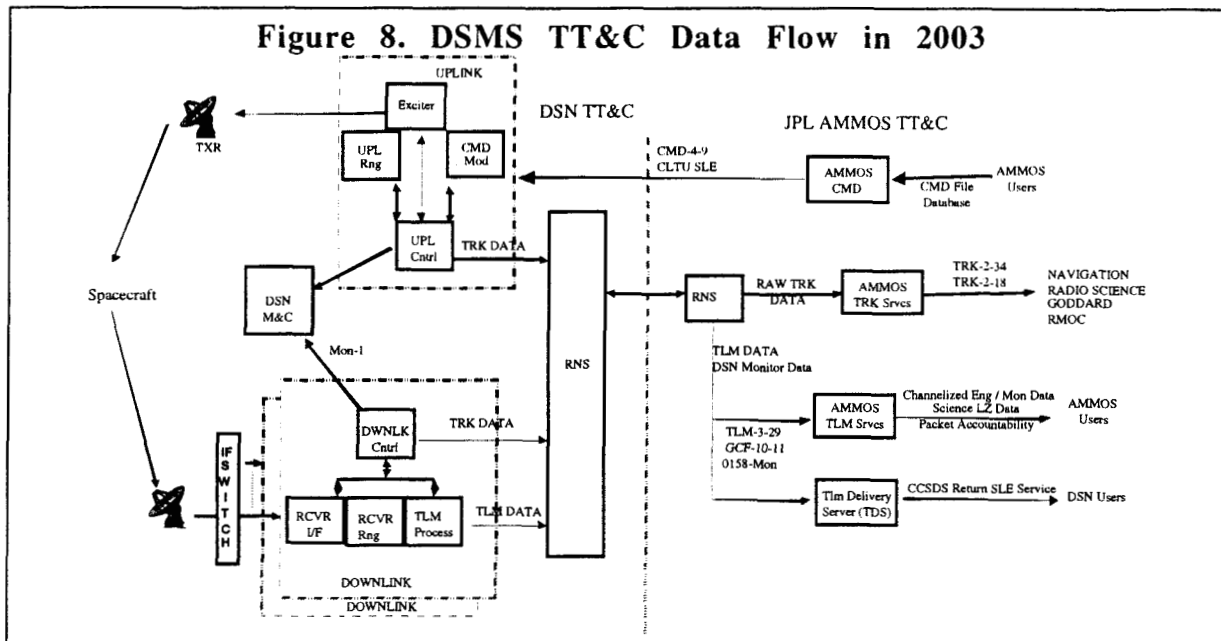 Figure 8. DSMS TT&C Data Flow in 2003
UPLINK
Exciter
TXR
UPL
Rng
CMD
Mod
UPL
Cntrl
TRK DATA
DSN TT&C
JPL AMMOS TT&C
CMD-4-9
CLTU SLE
AMMOS
CMD
CMD File
Database
AMMOS
Users
Spacecraft
DSN
M&C
Mon-1
RNS
RNS
RAW TRK
DATA
AMMOS
TRK Srvcs
TRK-2-34
TRK-2-18
NAVIGATION
RADIO SCIENCE
GODDARD
RMOC
TLM DATA
DSN Monitor Data
DWNLK
Cntrl
TRK DATA
TLM-3-29
GCF-10-11
0158-Mon
AMMOS
TLM Srvcs
Channelized Eng / Mon Data
Science LZ Data
Packet Accountability
AMMOS
Users
IF SWITCH
RCVR
I/F
RCVR
Rng
TLM
Process
TLM DATA
Tlm Delivery
Server (TDS)
CCSDS Return SLE Service
DSN Users
DOWNLINK
DOWNLINK